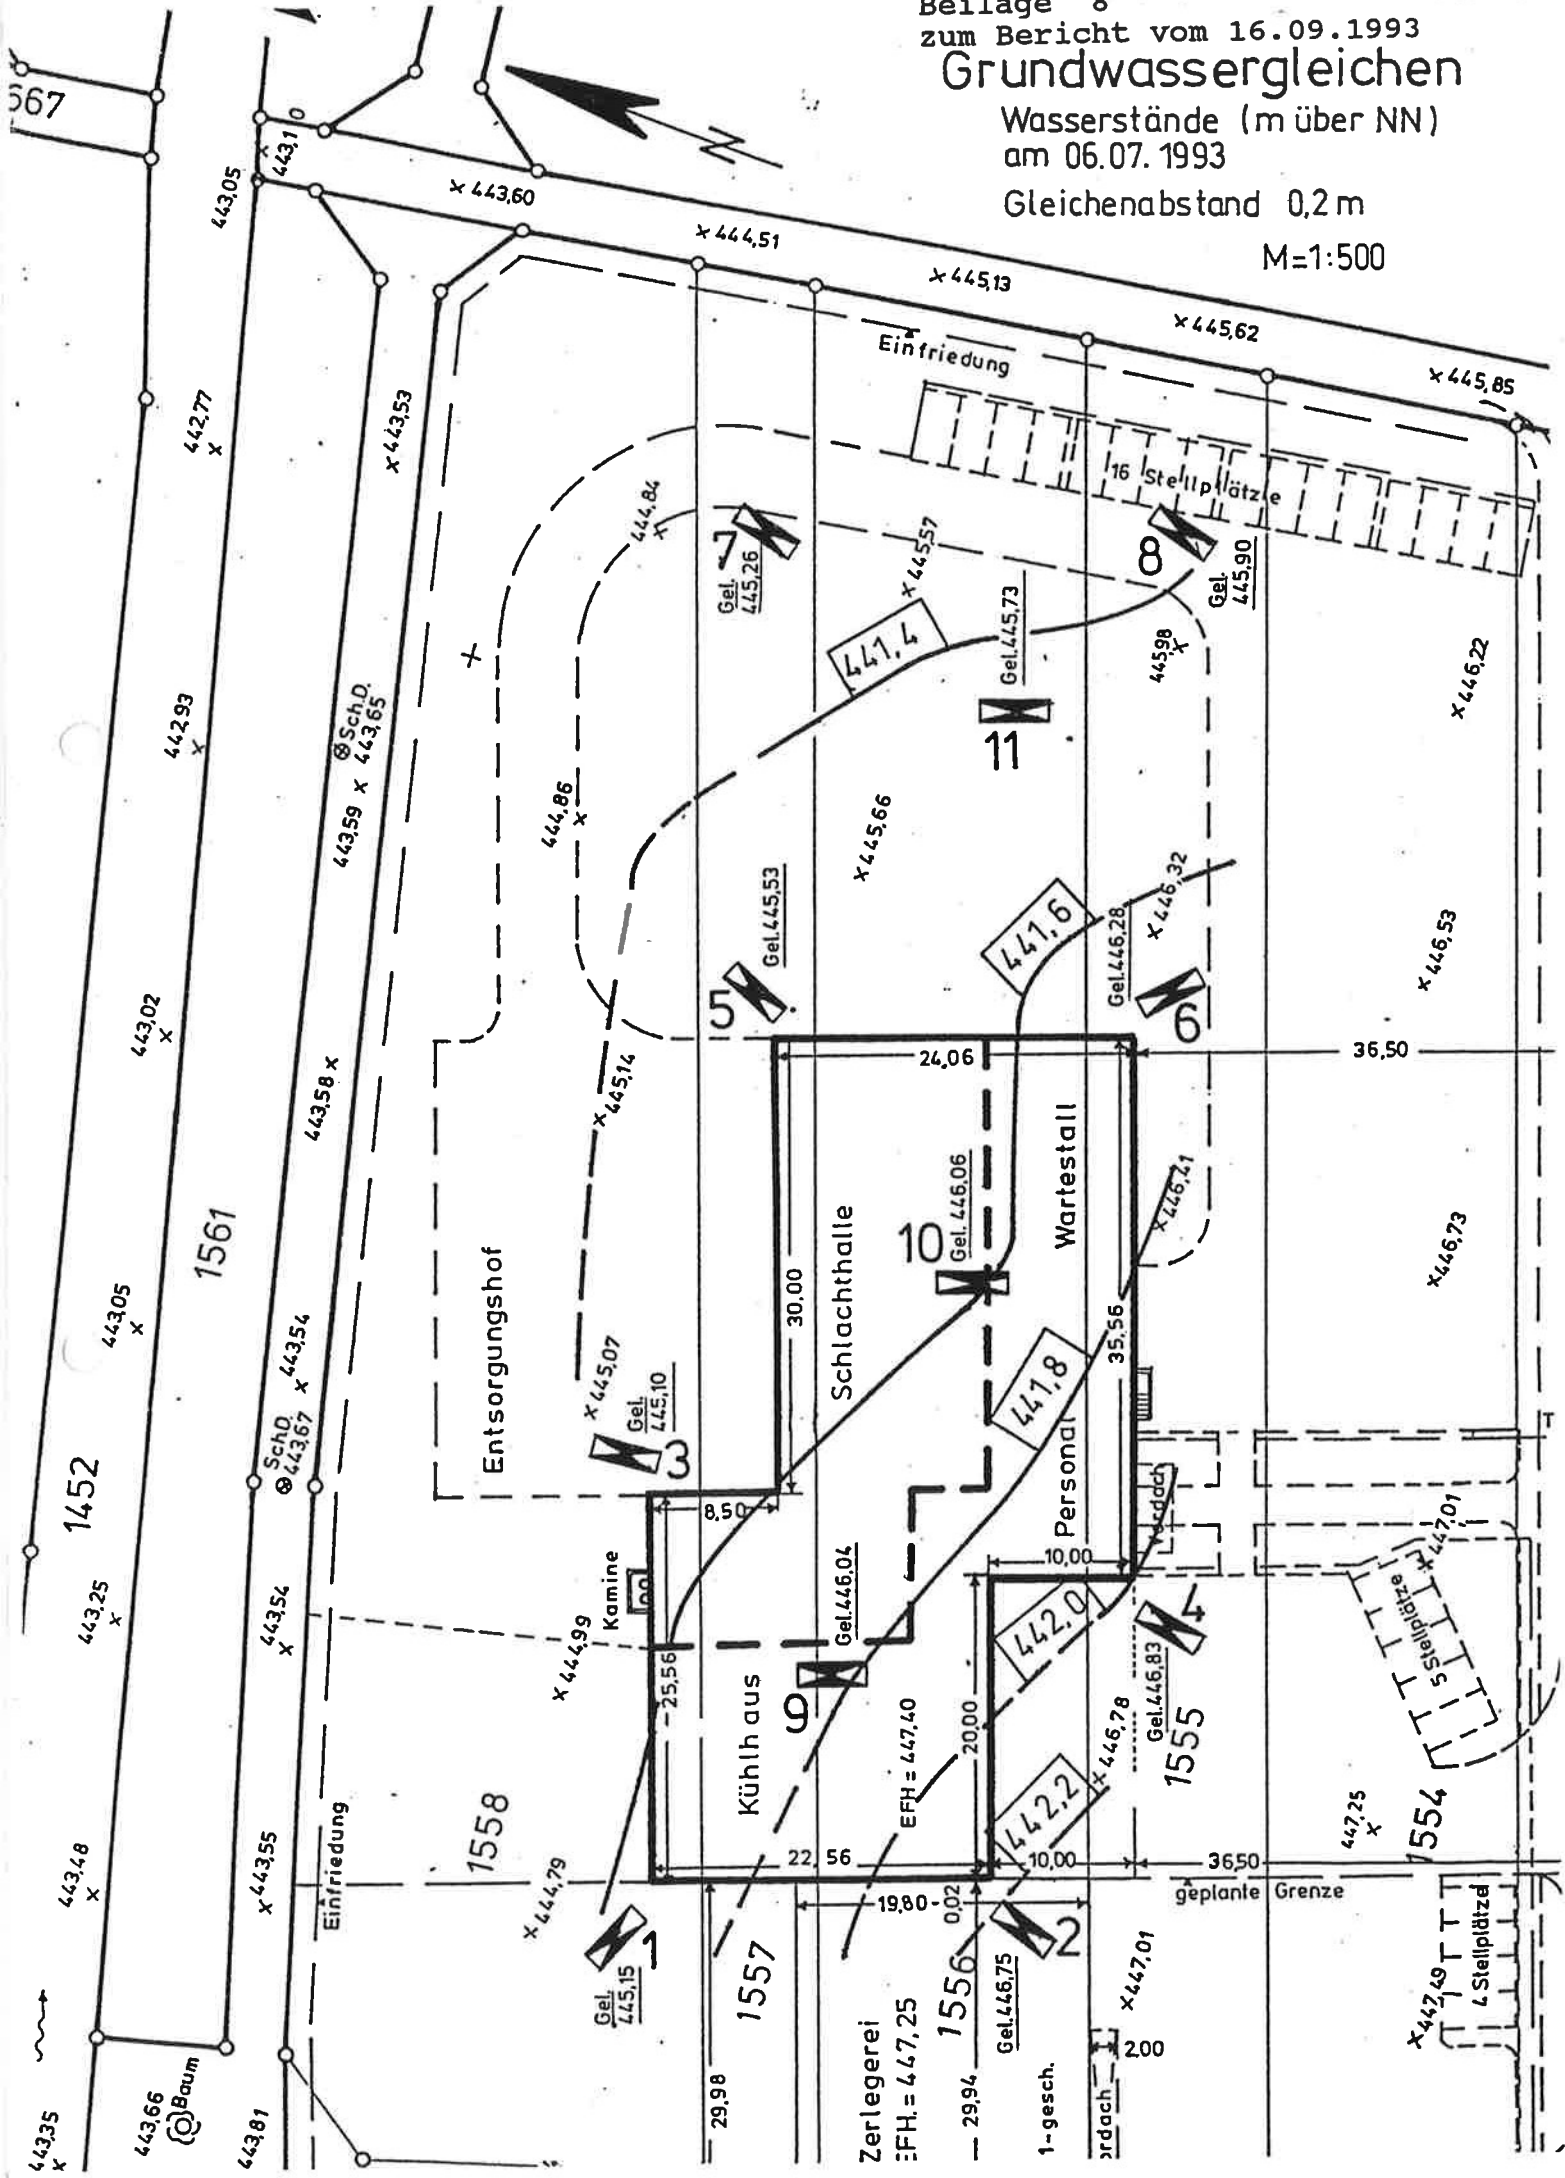 Beilage 8
zum Bericht vom 16.09.1993
Grundwassergleichen
Wasserstände (m über NN)
am 06.07.1993
Gleichenabstand 0,2 m
M=1:500
N
443,1
443,05
×443,60
×444,51
×445,13
×445,62
×445,85
Einfriedung
16 Stellplätze
442,77
×443,53
444,84
7
Gel.
445,26
×445,57
8
Gel.
445,90
441,4
Gel.445,73
11
445,98
×446,22
442,93
Sch.D.
443,65
443,59
444,86
×445,66
Gel.445,53
5
441,6
×446,32
Gel.446,28
6
×446,53
443,02
443,58
×445,14
24,06
36,50
1561
Entsorgungshof
Schlachthalle
30.00
10
Gel. 446,06
Wartestall
×446,41
×446,73
443,05
443,54
×445,07
Gel.
445,10
3
35,56
441,8
Personal
Sch.D.
443,67
1452
8,50
T
Vordach
×447,01
443,25
443,54
Kamine
×444,99
Gel.446,04
10,00
442,0
4
Gel.446,83
5 Stellplätze
25,56
Kühlhaus
9
EFH = 447,40
20,00
×446,78
1555
442,2
1558
443,48
×443,55
Einfriedung
×444,79
22,56
10,00
36,50
447,25
1554
geplante Grenze
19,80
0,02
1
Gel.
445,15
1557
1556
2
Gel.446,75
×447,01
×447,49
4 Stellplätze
Zerlegerei
EFH.= 447,25
29,98
29,94
1-gesch.
2,00
443,35
443,66
Baum
443,81